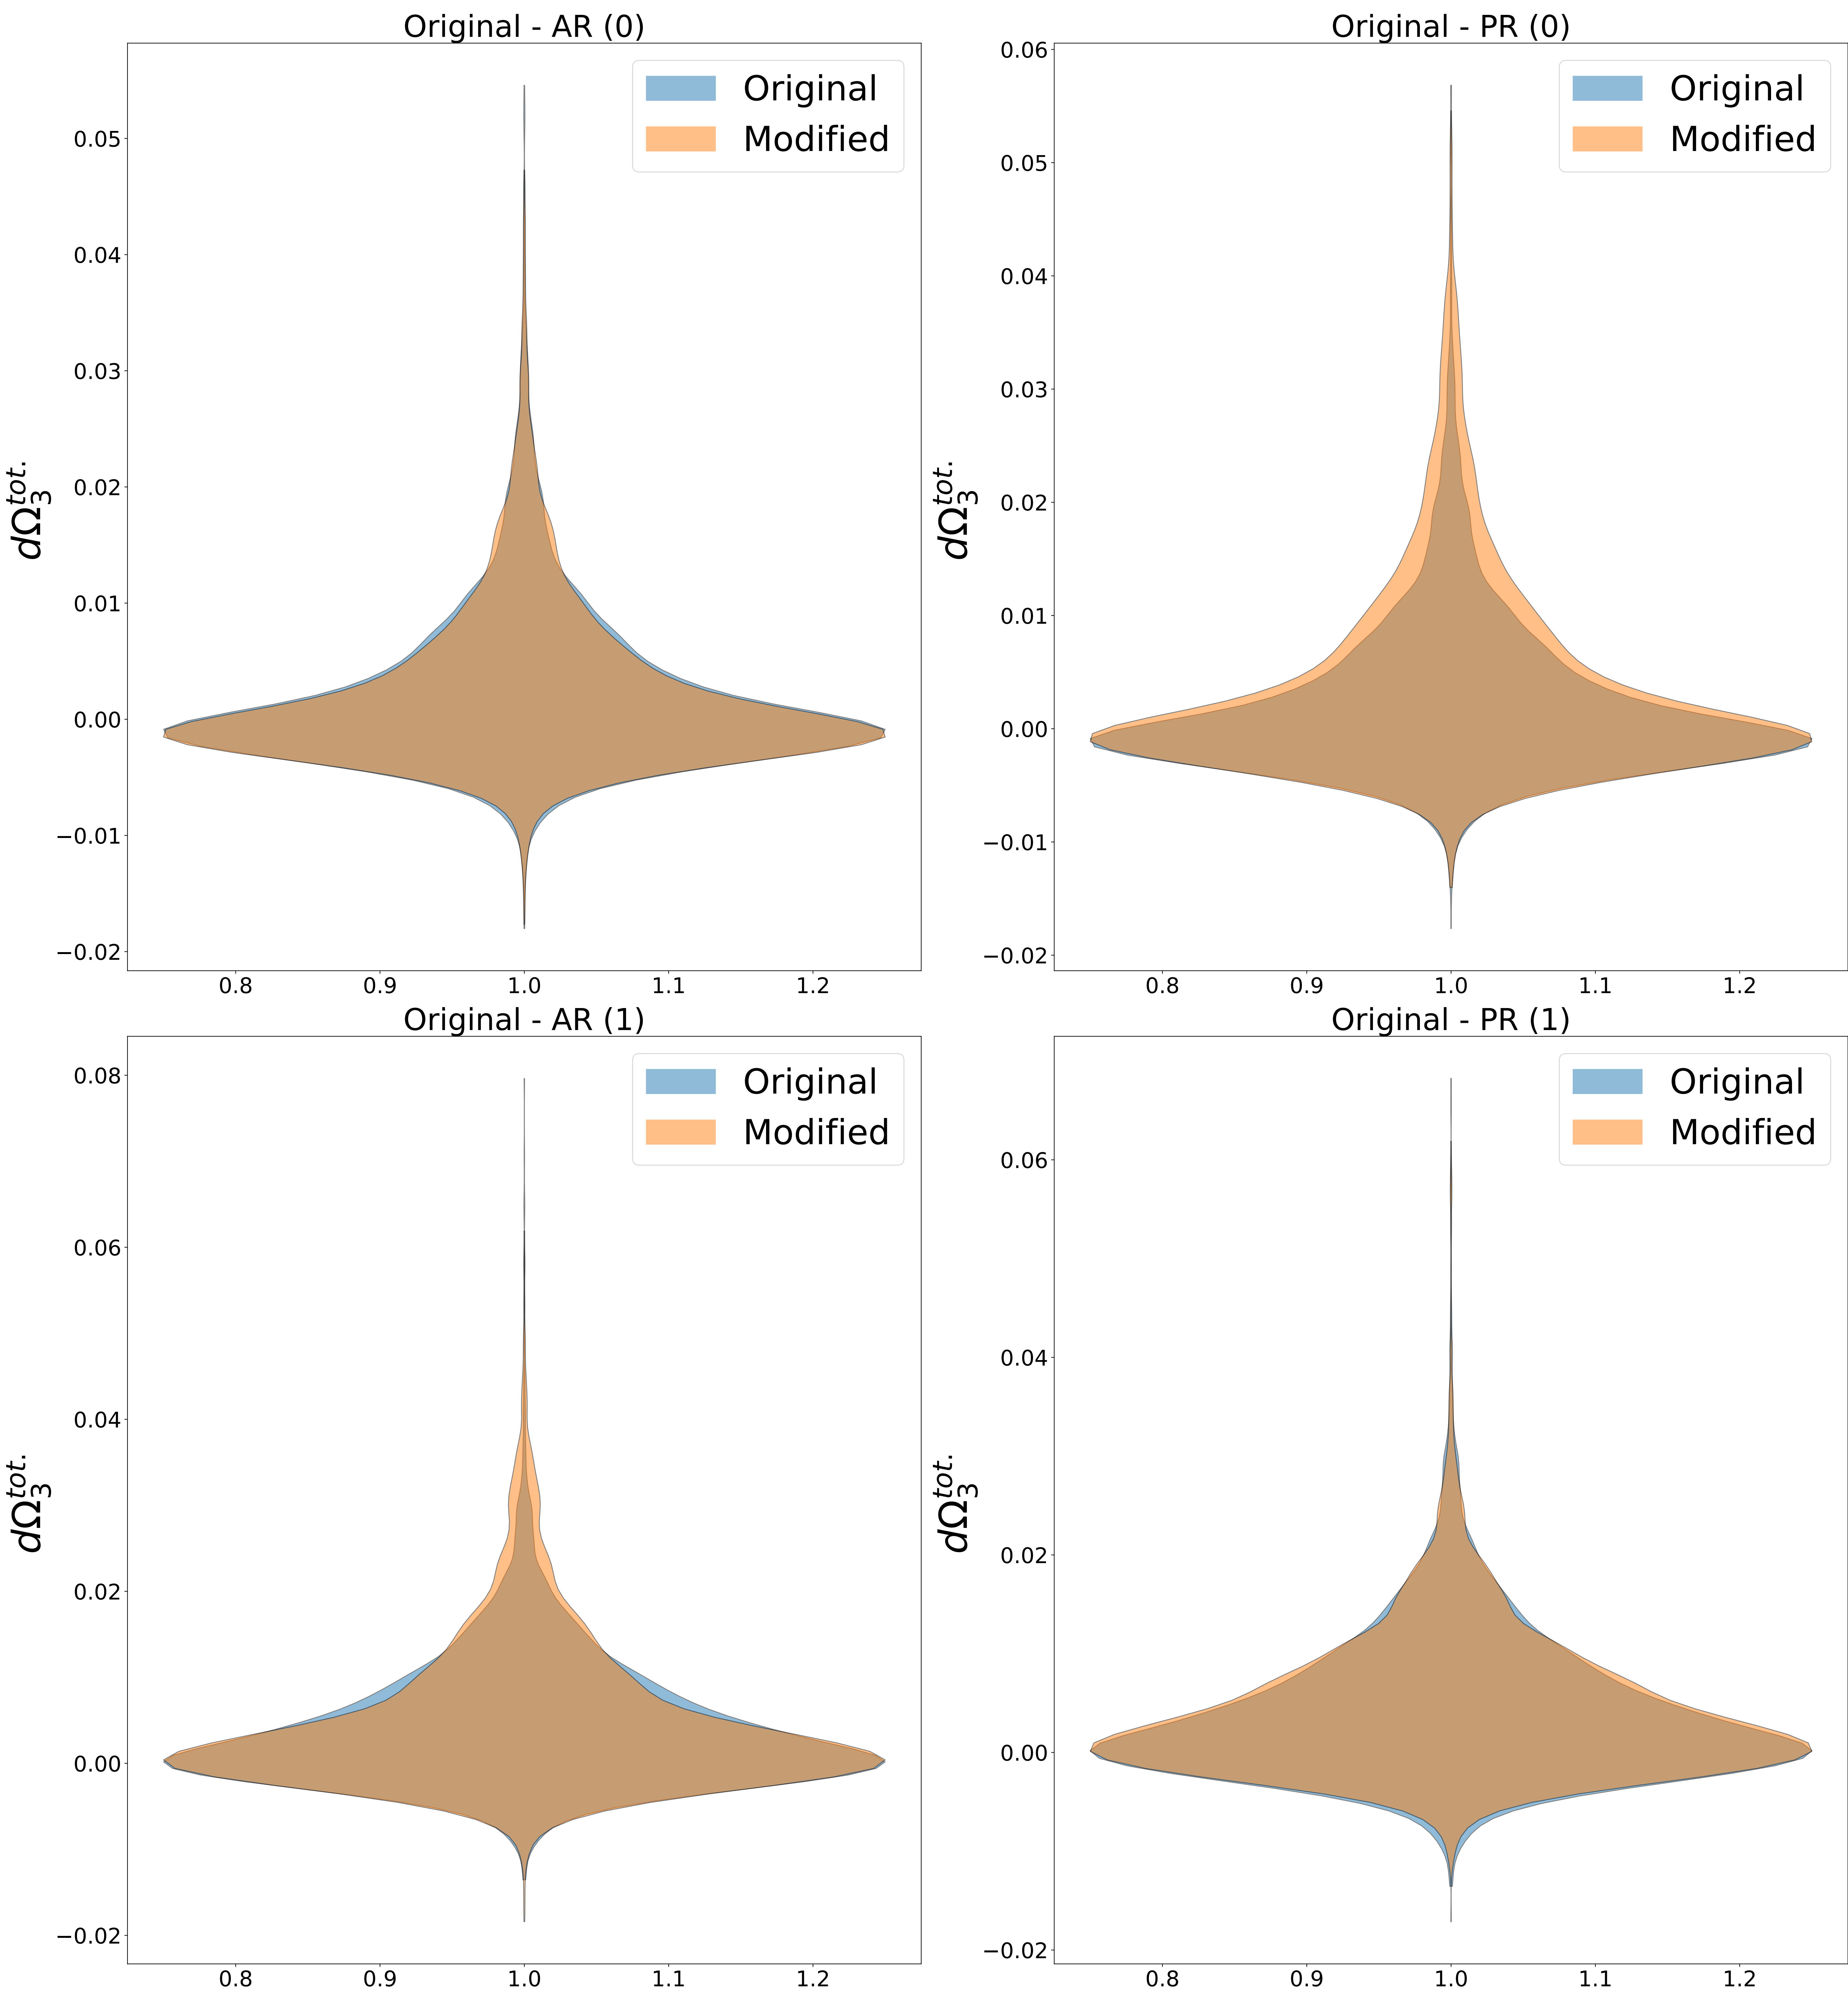 Original - AR (0)
Original
Modified
0.05
0.04
0.03
0.02
0.01
0.00
−0.01
−0.02
dΩ₃ᵗᵒᵗ·
0.8 0.9 1.0 1.1 1.2
Original - PR (0)
Original
Modified
0.06
0.05
0.04
0.03
0.02
0.01
0.00
−0.01
−0.02
dΩ₃ᵗᵒᵗ·
0.8 0.9 1.0 1.1 1.2
Original - AR (1)
Original
Modified
0.08
0.06
0.04
0.02
0.00
−0.02
dΩ₃ᵗᵒᵗ·
0.8 0.9 1.0 1.1 1.2
Original - PR (1)
Original
Modified
0.06
0.04
0.02
0.00
−0.02
dΩ₃ᵗᵒᵗ·
0.8 0.9 1.0 1.1 1.2